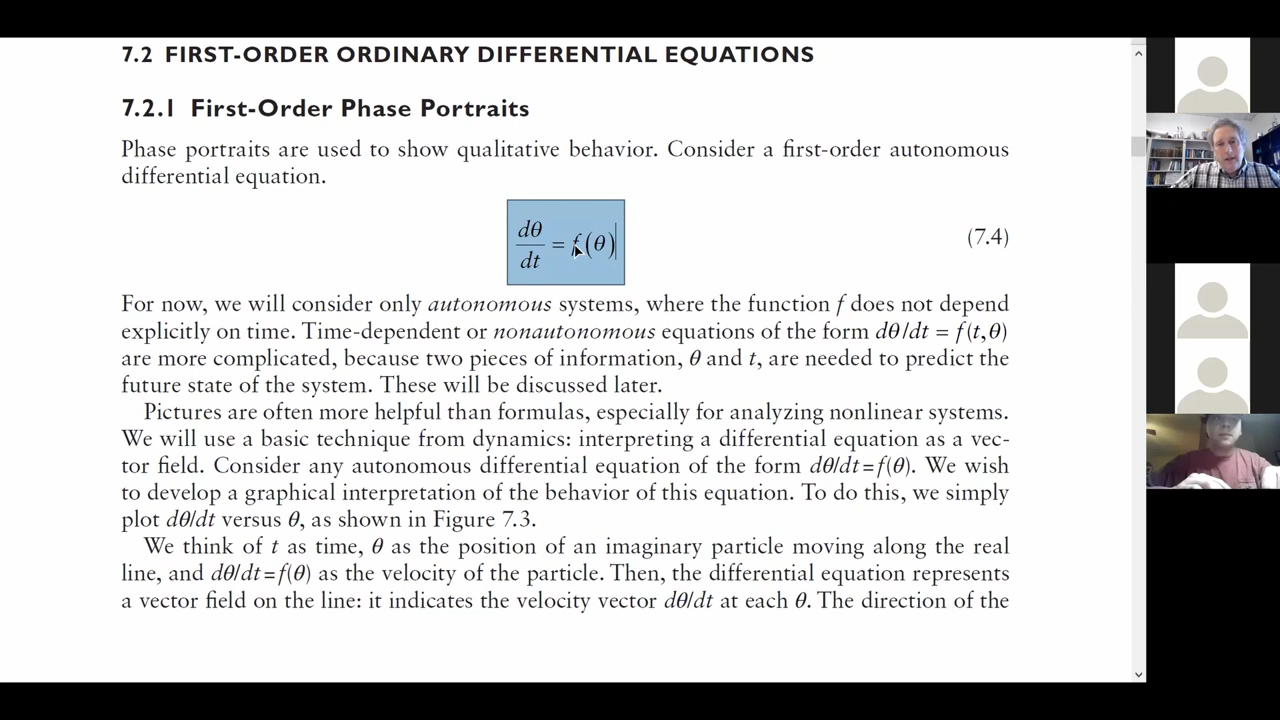 7.2 FIRST-ORDER ORDINARY DIFFERENTIAL EQUATIONS
7.2.1 First-Order Phase Portraits
Phase portraits are used to show qualitative behavior. Consider a first-order autonomous
differential equation.
dθ/dt = f(θ) (7.4)
For now, we will consider only autonomous systems, where the function f does not depend
explicitly on time. Time-dependent or nonautonomous equations of the form dθ/dt = f(t,θ)
are more complicated, because two pieces of information, θ and t, are needed to predict the
future state of the system. These will be discussed later.
Pictures are often more helpful than formulas, especially for analyzing nonlinear systems.
We will use a basic technique from dynamics: interpreting a differential equation as a vec-
tor field. Consider any autonomous differential equation of the form dθ/dt=f(θ). We wish
to develop a graphical interpretation of the behavior of this equation. To do this, we simply
plot dθ/dt versus θ, as shown in Figure 7.3.
We think of t as time, θ as the position of an imaginary particle moving along the real
line, and dθ/dt=f(θ) as the velocity of the particle. Then, the differential equation represents
a vector field on the line: it indicates the velocity vector dθ/dt at each θ. The direction of the